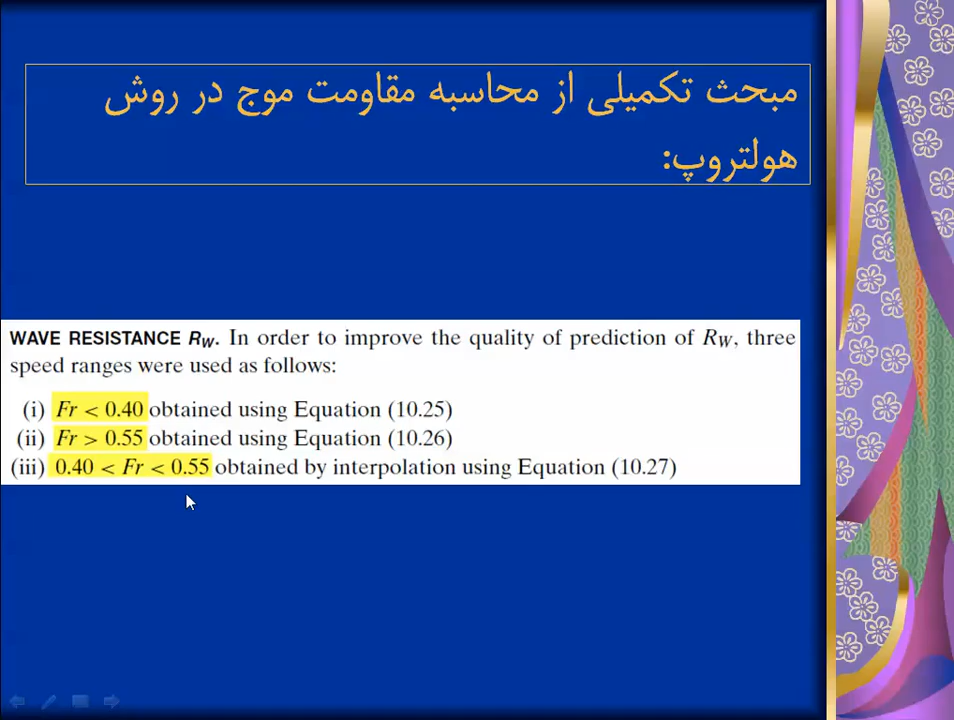 مبحث تکمیلی از محاسبه مقاومت موج در روش
هولتروپ:
WAVE RESISTANCE RW. In order to improve the quality of prediction of RW, three
speed ranges were used as follows:
(i) Fr < 0.40 obtained using Equation (10.25)
(ii) Fr > 0.55 obtained using Equation (10.26)
(iii) 0.40 < Fr < 0.55 obtained by interpolation using Equation (10.27)